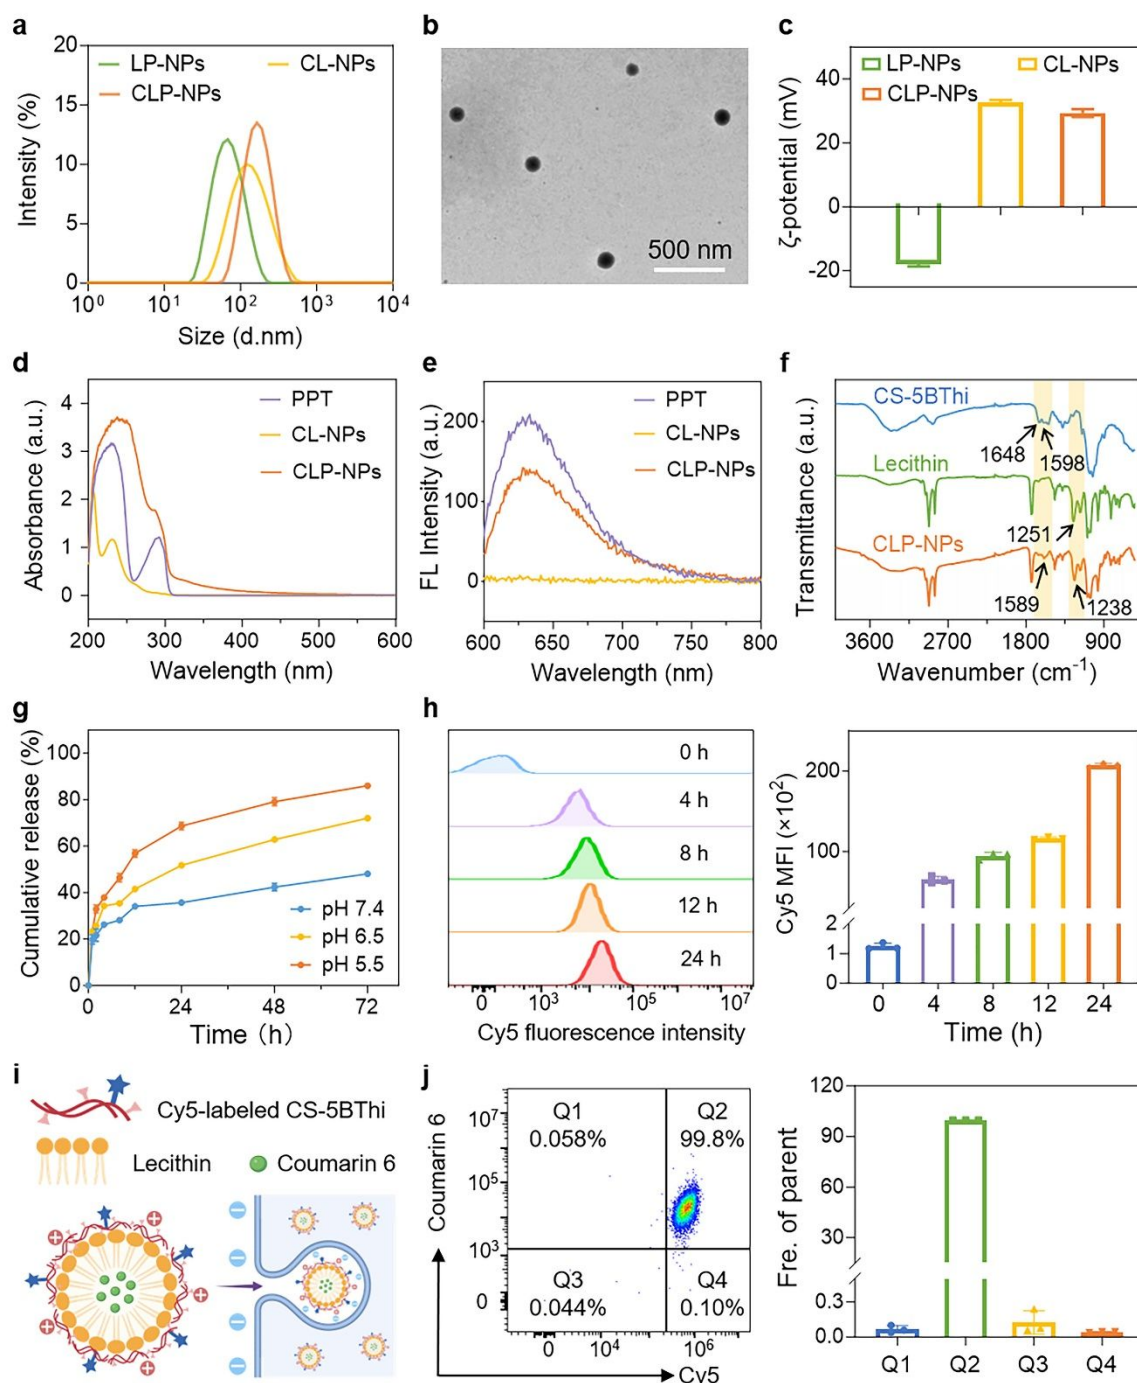 a
20
15
10
5
0
Intensity (%)
LP-NPs
CL-NPs
CLP-NPs
10⁰
10¹
10²
10³
10⁴
Size (d.nm)
b
500 nm
c
40
20
0
-20
ζ-potential (mV)
LP-NPs
CL-NPs
CLP-NPs
d
4
3
2
1
0
Absorbance (a.u.)
PPT
CL-NPs
CLP-NPs
200
300
400
500
600
Wavelength (nm)
e
200
100
0
FL Intensity (a.u.)
PPT
CL-NPs
CLP-NPs
600
650
700
750
800
Wavelength (nm)
f
Transmittance (a.u.)
CS-5BThi
1648
1598
Lecithin
1251
CLP-NPs
1589
1238
3600
2700
1800
900
Wavenumber (cm⁻¹)
g
100
80
60
40
20
0
Cumulative release (%)
pH 7.4
pH 6.5
pH 5.5
0
12
24
48
72
Time (h)
h
0 h
4 h
8 h
12 h
24 h
0
10³
10⁵
10⁷
Cy5 fluorescence intensity
200
100
2
1
0
Cy5 MFI (×10²)
0
4
8
12
24
Time (h)
i
Cy5-labeled CS-5BThi
Lecithin
Coumarin 6
j
Coumarin 6
10⁷
10⁵
10³
0
Q1
0.058%
Q2
99.8%
Q3
0.044%
Q4
0.10%
0
10⁴
10⁶
Cy5
120
90
30
0.3
0.0
Fre. of parent
Q1
Q2
Q3
Q4